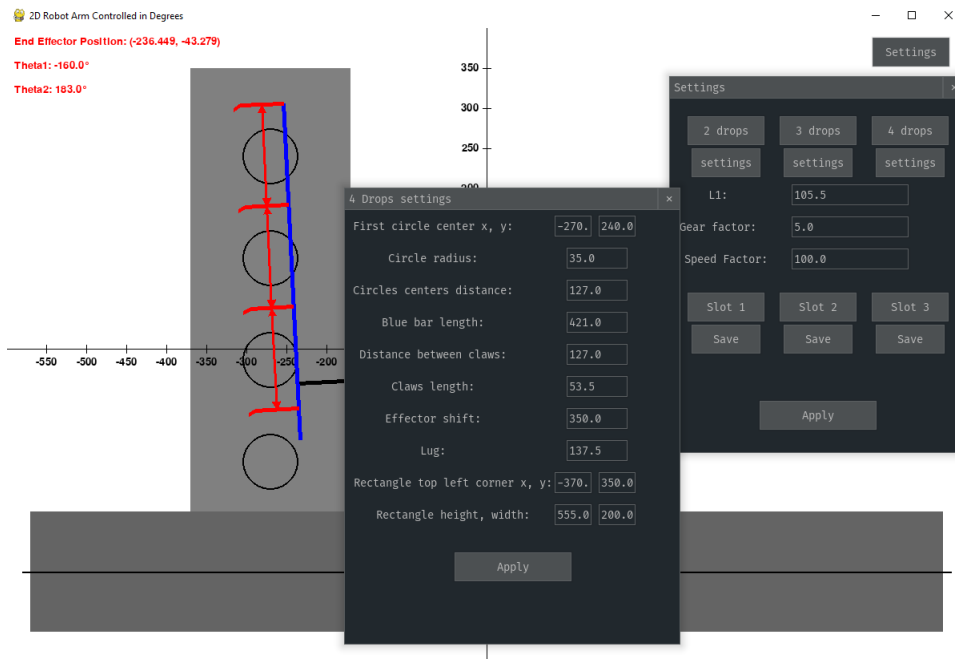 2D Robot Arm Controlled in Degrees
End Effector Position: (-236.449, -43.279)
Theta1: -160.0°
Theta2: 183.0°
Settings
350
300
250
200
-550 -500 -450 -400 -350 -300 -250 -200
Settings ×
2 drops 3 drops 4 drops
settings settings settings
L1: 105.5
Gear factor: 5.0
Speed Factor: 100.0
Slot 1 Slot 2 Slot 3
Save Save Save
Apply
4 Drops settings ×
First circle center x, y: -270. 240.0
Circle radius: 35.0
Circles centers distance: 127.0
Blue bar length: 421.0
Distance between claws: 127.0
Claws length: 53.5
Effector shift: 350.0
Lug: 137.5
Rectangle top left corner x, y: -370. 350.0
Rectangle height, width: 555.0 200.0
Apply